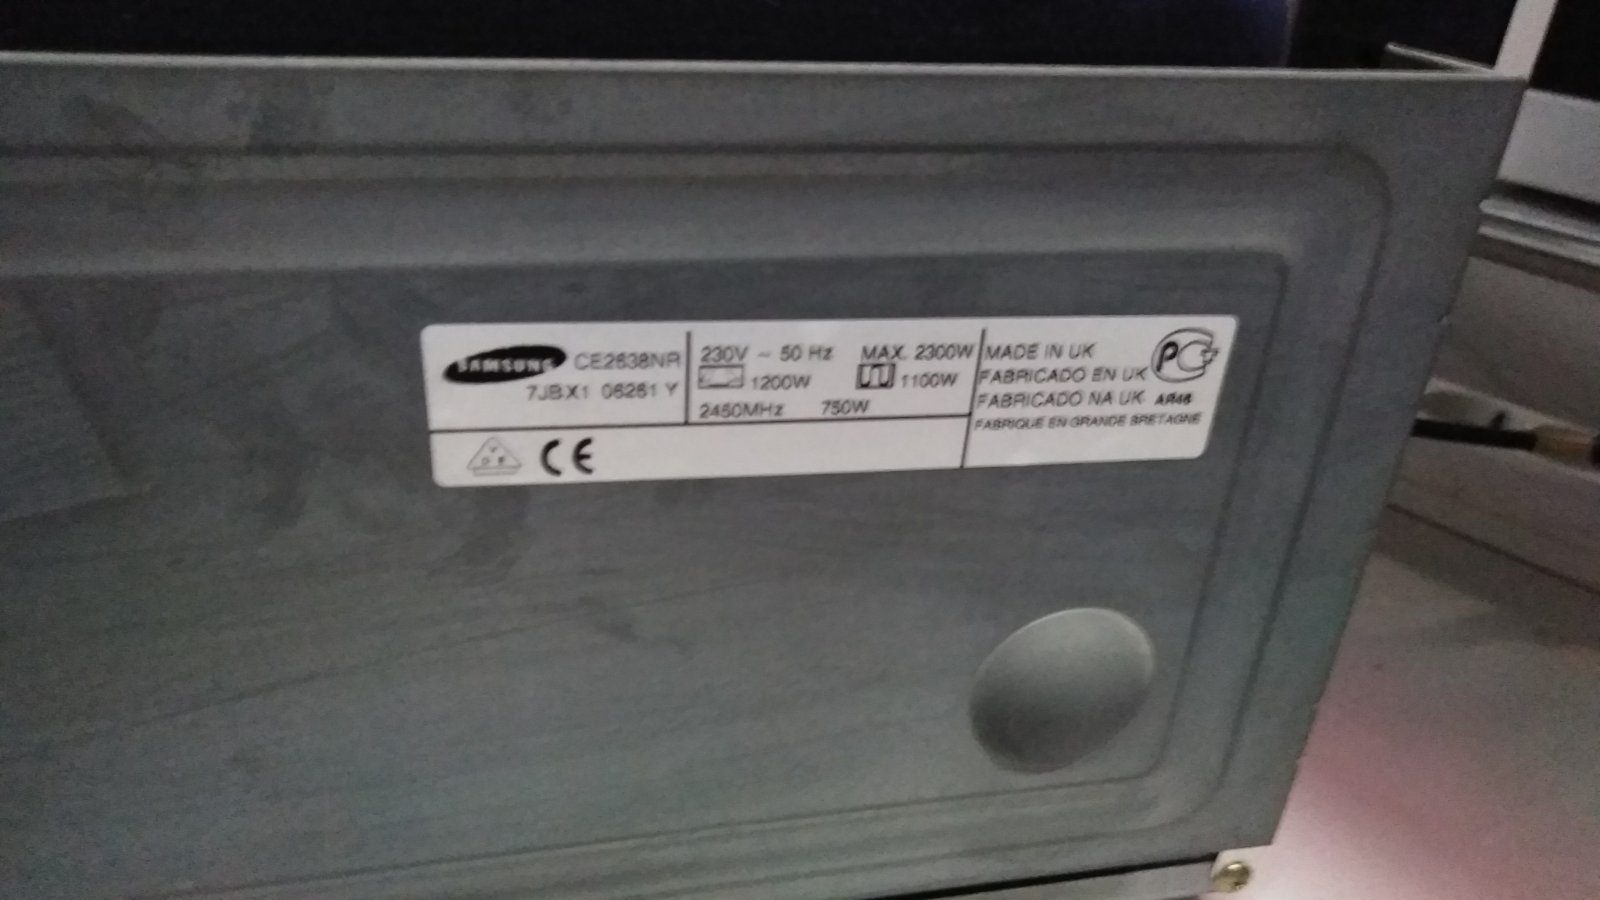 SAMSUNG CE2638NR
7JBX1 06261 Y
230V ~ 50 Hz MAX. 2300W
1200W 1100W
2450MHz 750W
MADE IN UK
FABRICADO EN UK
FABRICADO NA UK AR46
FABRIQUE EN GRANDE BRETAGNE
V
D E
CE